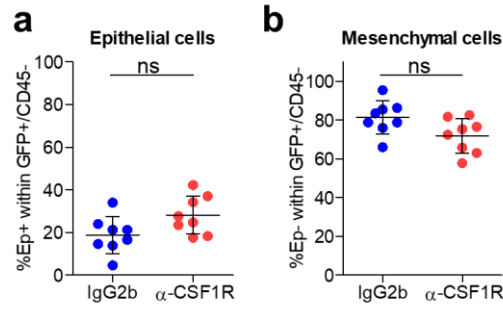 a
Epithelial cells
ns
%Ep+ within GFP+/CD45-
100
80
60
40
20
0
IgG2b α-CSF1R
b
Mesenchymal cells
ns
%Ep- within GFP+/CD45-
100
80
60
40
20
0
IgG2b α-CSF1R